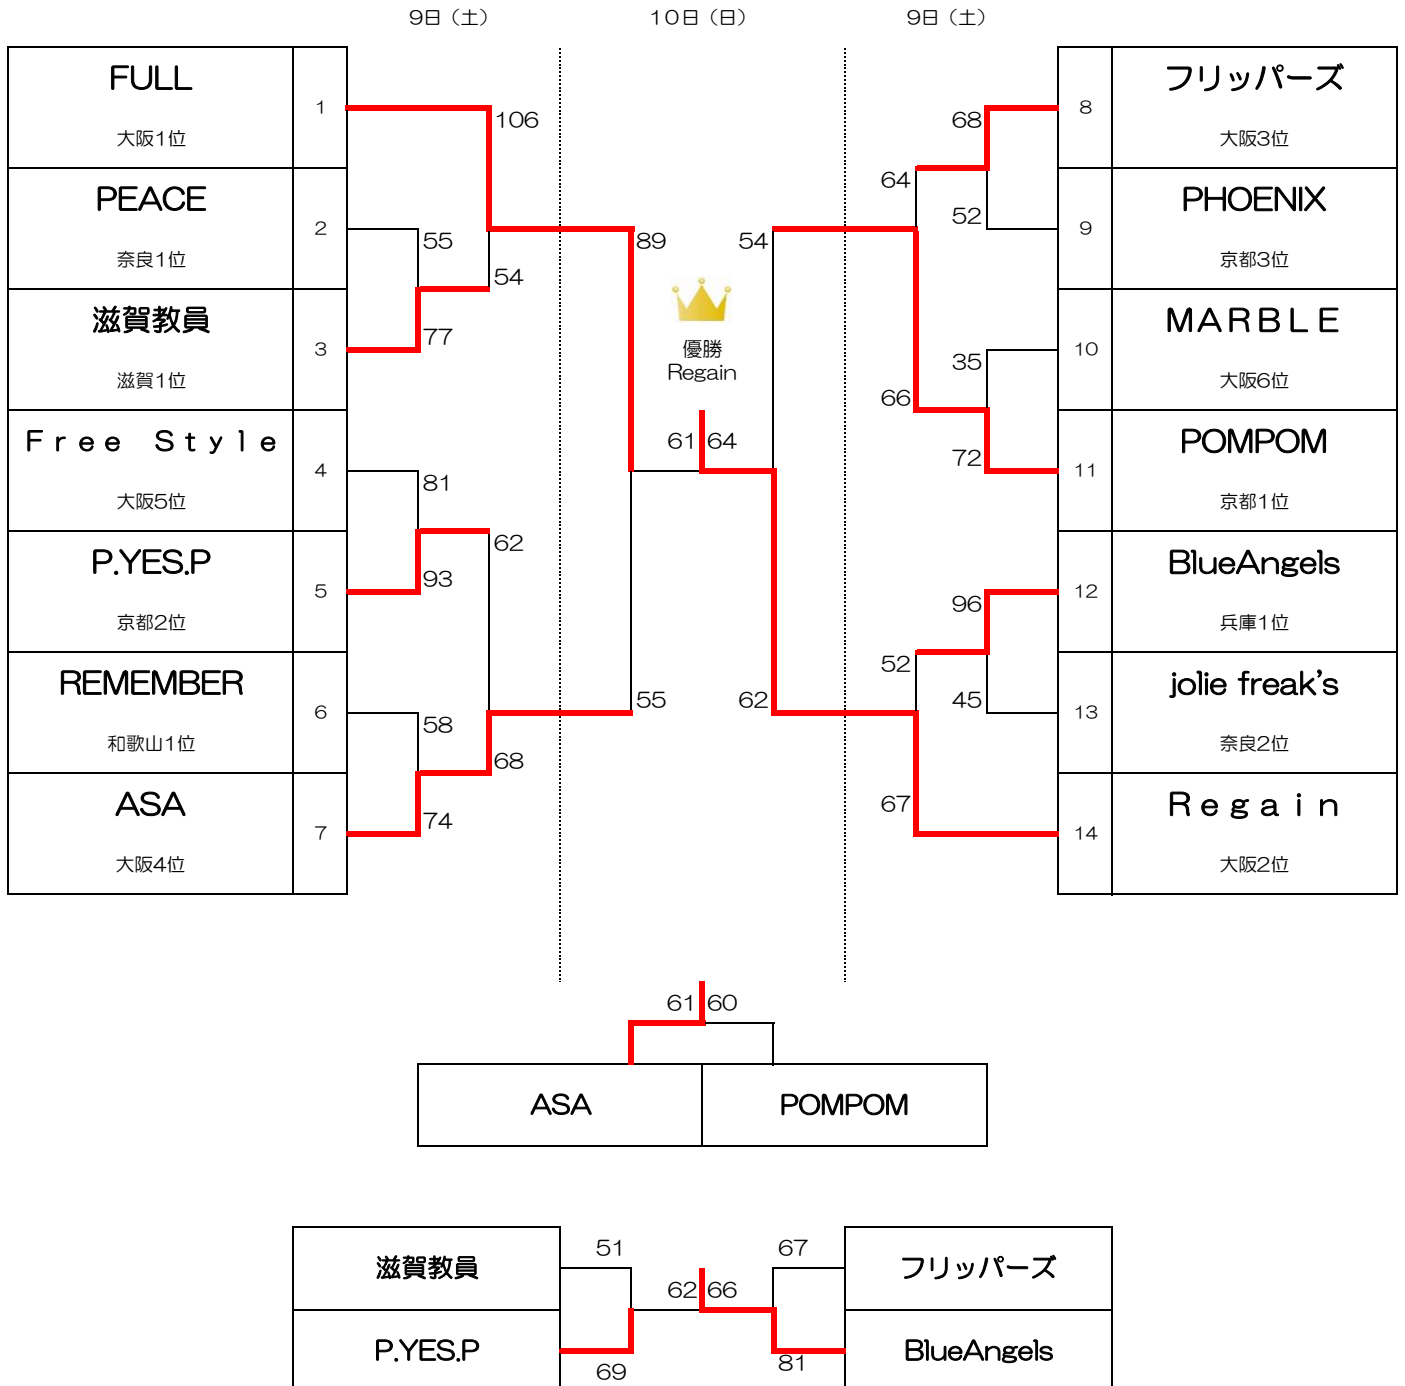 9日（土）
10日（日）
9日（土）
FULL
大阪1位
1
PEACE
奈良1位
2
滋賀教員
滋賀1位
3
Ｆｒｅｅ　Ｓｔｙｌｅ
大阪5位
4
P.YES.P
京都2位
5
REMEMBER
和歌山1位
6
ASA
大阪4位
7
106
55
54
77
81
62
93
58
68
74
89
55
優勝
Regain
61 64
54
62
68
64
52
35
66
72
96
52
45
67
8
フリッパーズ
大阪3位
9
PHOENIX
京都3位
10
ＭＡＲＢＬＥ
大阪6位
11
POMPOM
京都1位
12
BlueAngels
兵庫1位
13
jolie freak’s
奈良2位
14
Ｒｅｇａｉｎ
大阪2位
61 60
ASA
POMPOM
滋賀教員
P.YES.P
51
69
62 66
67
81
フリッパーズ
BlueAngels